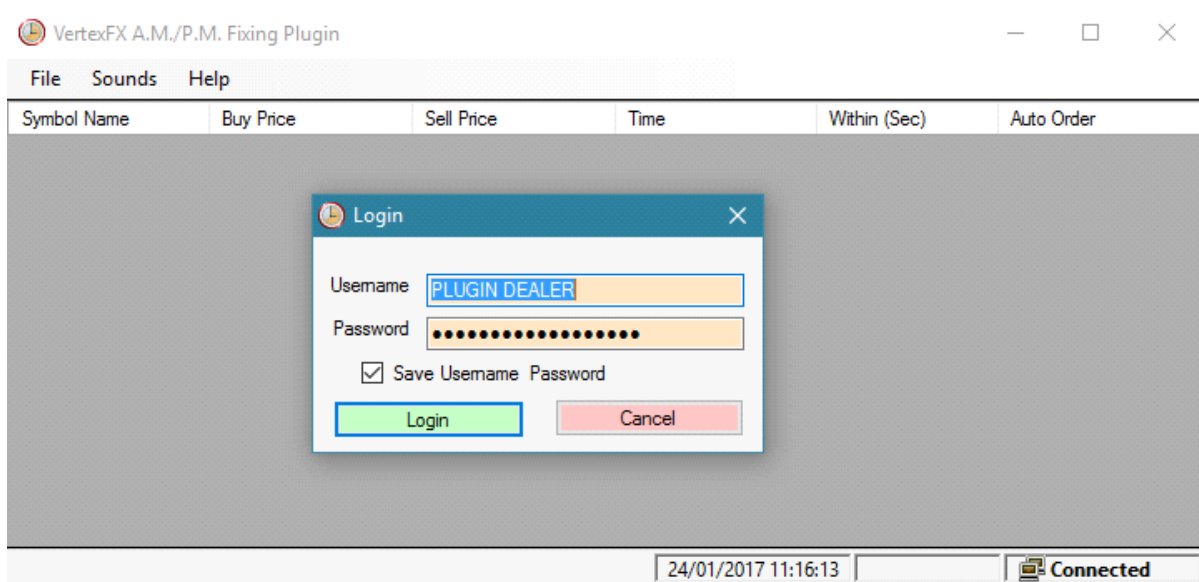 VertexFX A.M./P.M. Fixing Plugin
File Sounds Help
Symbol Name Buy Price Sell Price Time Within (Sec) Auto Order
Login
Username PLUGIN DEALER
Password ●●●●●●●●●●●●●●●●●●
Save Username Password
Login Cancel
24/01/2017 11:16:13 Connected